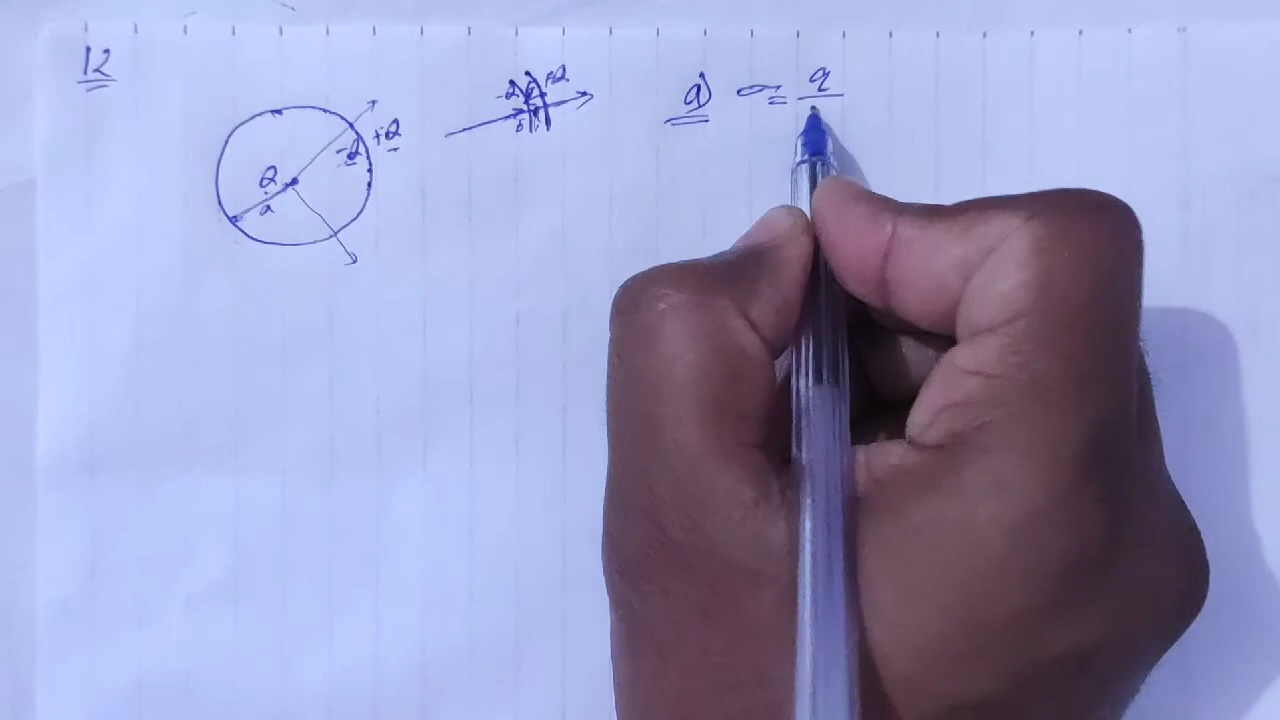 12
-Q +Q
a) σ = q
Q
-Q +Q
a